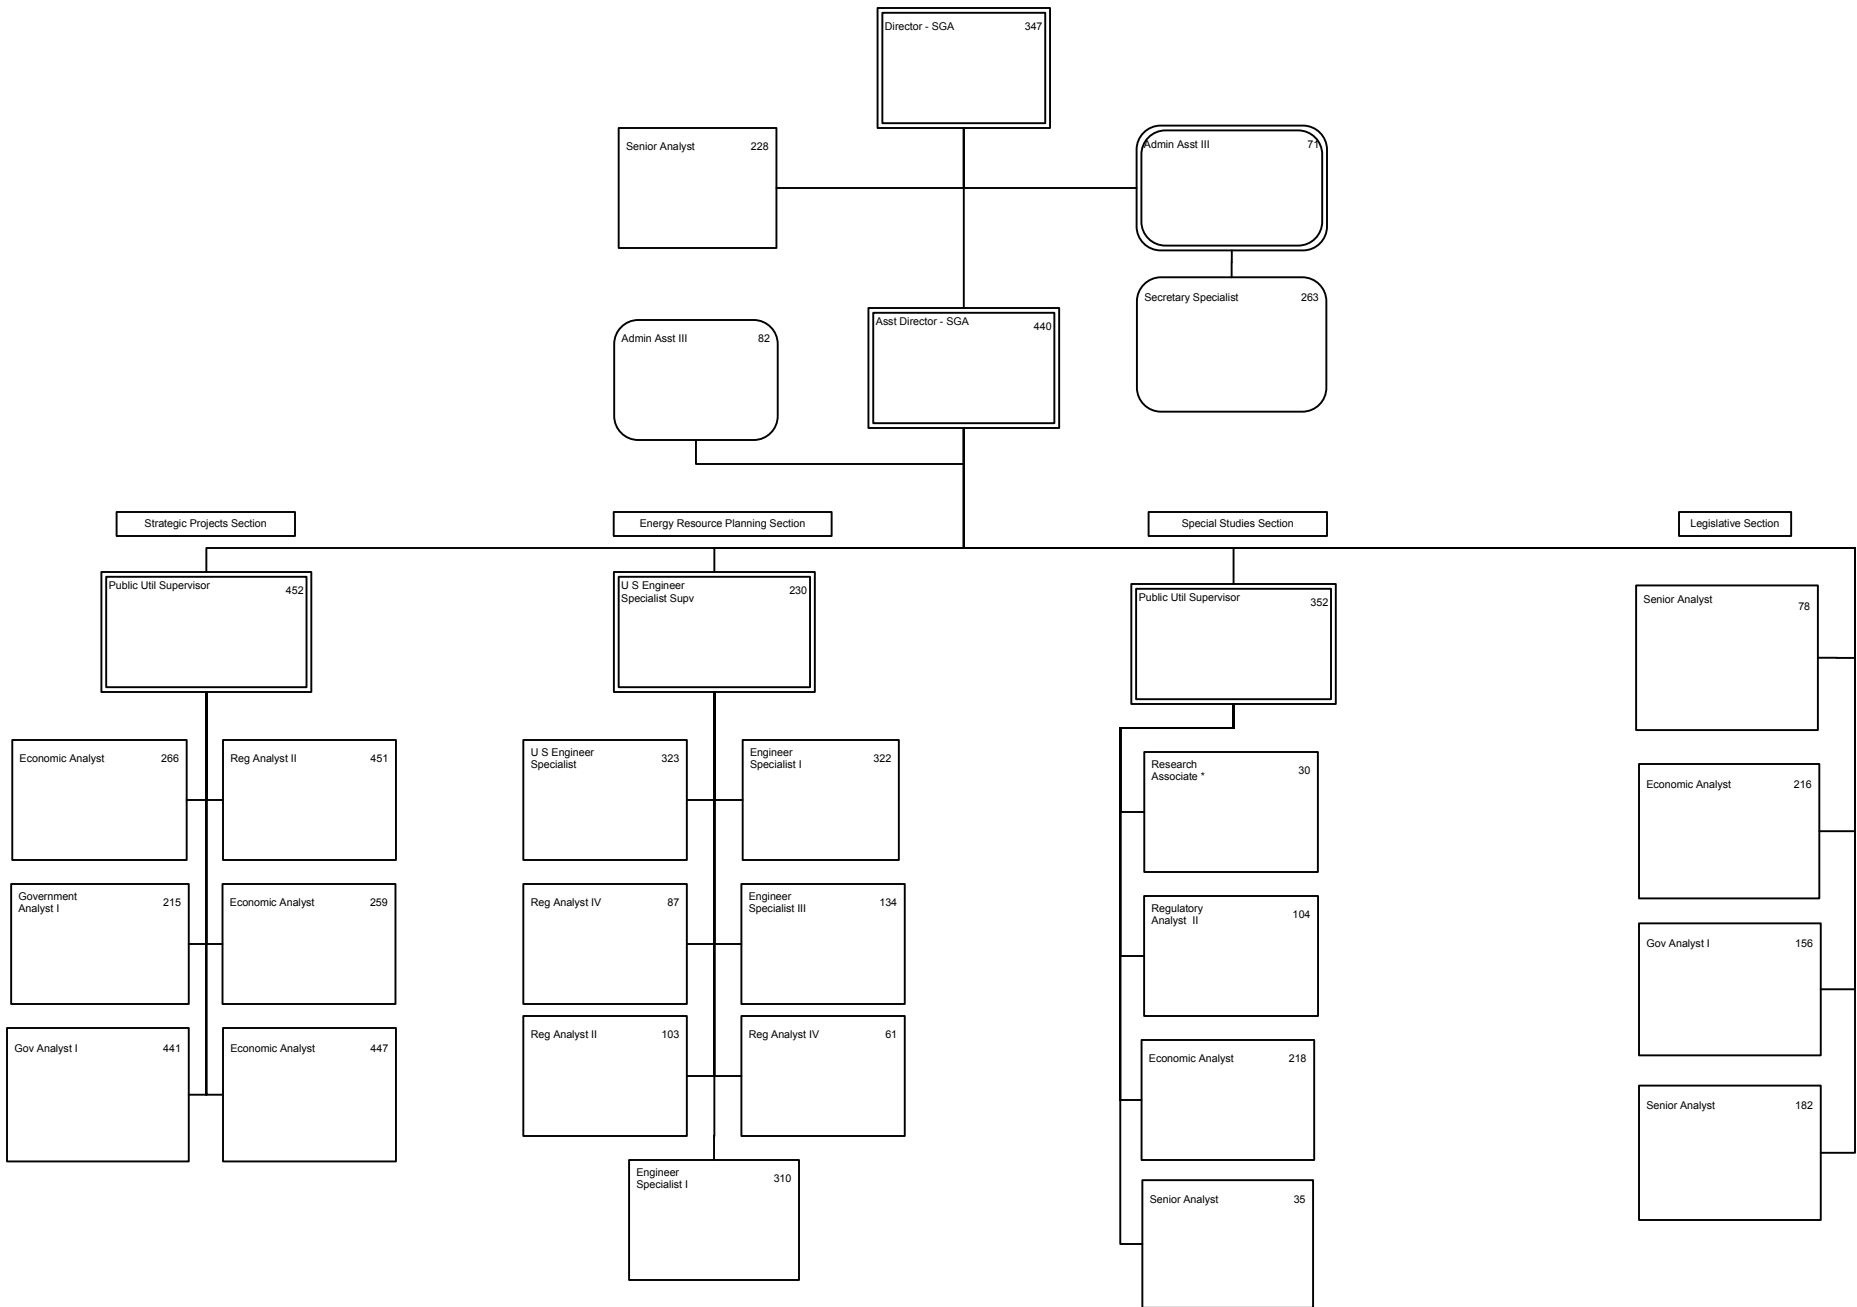 Director - SGA 347
Senior Analyst 228
Admin Asst III 71
Secretary Specialist 263
Asst Director - SGA 440
Admin Asst III 82
Strategic Projects Section
Energy Resource Planning Section
Special Studies Section
Legislative Section
Public Util Supervisor 452
Economic Analyst 266
Reg Analyst II 451
Government
Analyst I 215
Economic Analyst 259
Gov Analyst I 441
Economic Analyst 447
U S Engineer
Specialist Supv 230
U S Engineer
Specialist 323
Engineer
Specialist I 322
Reg Analyst IV 87
Engineer
Specialist III 134
Reg Analyst II 103
Reg Analyst IV 61
Engineer
Specialist I 310
Public Util Supervisor 352
Research
Associate * 30
Regulatory
Analyst II 104
Economic Analyst 218
Senior Analyst 35
Senior Analyst 78
Economic Analyst 216
Gov Analyst I 156
Senior Analyst 182